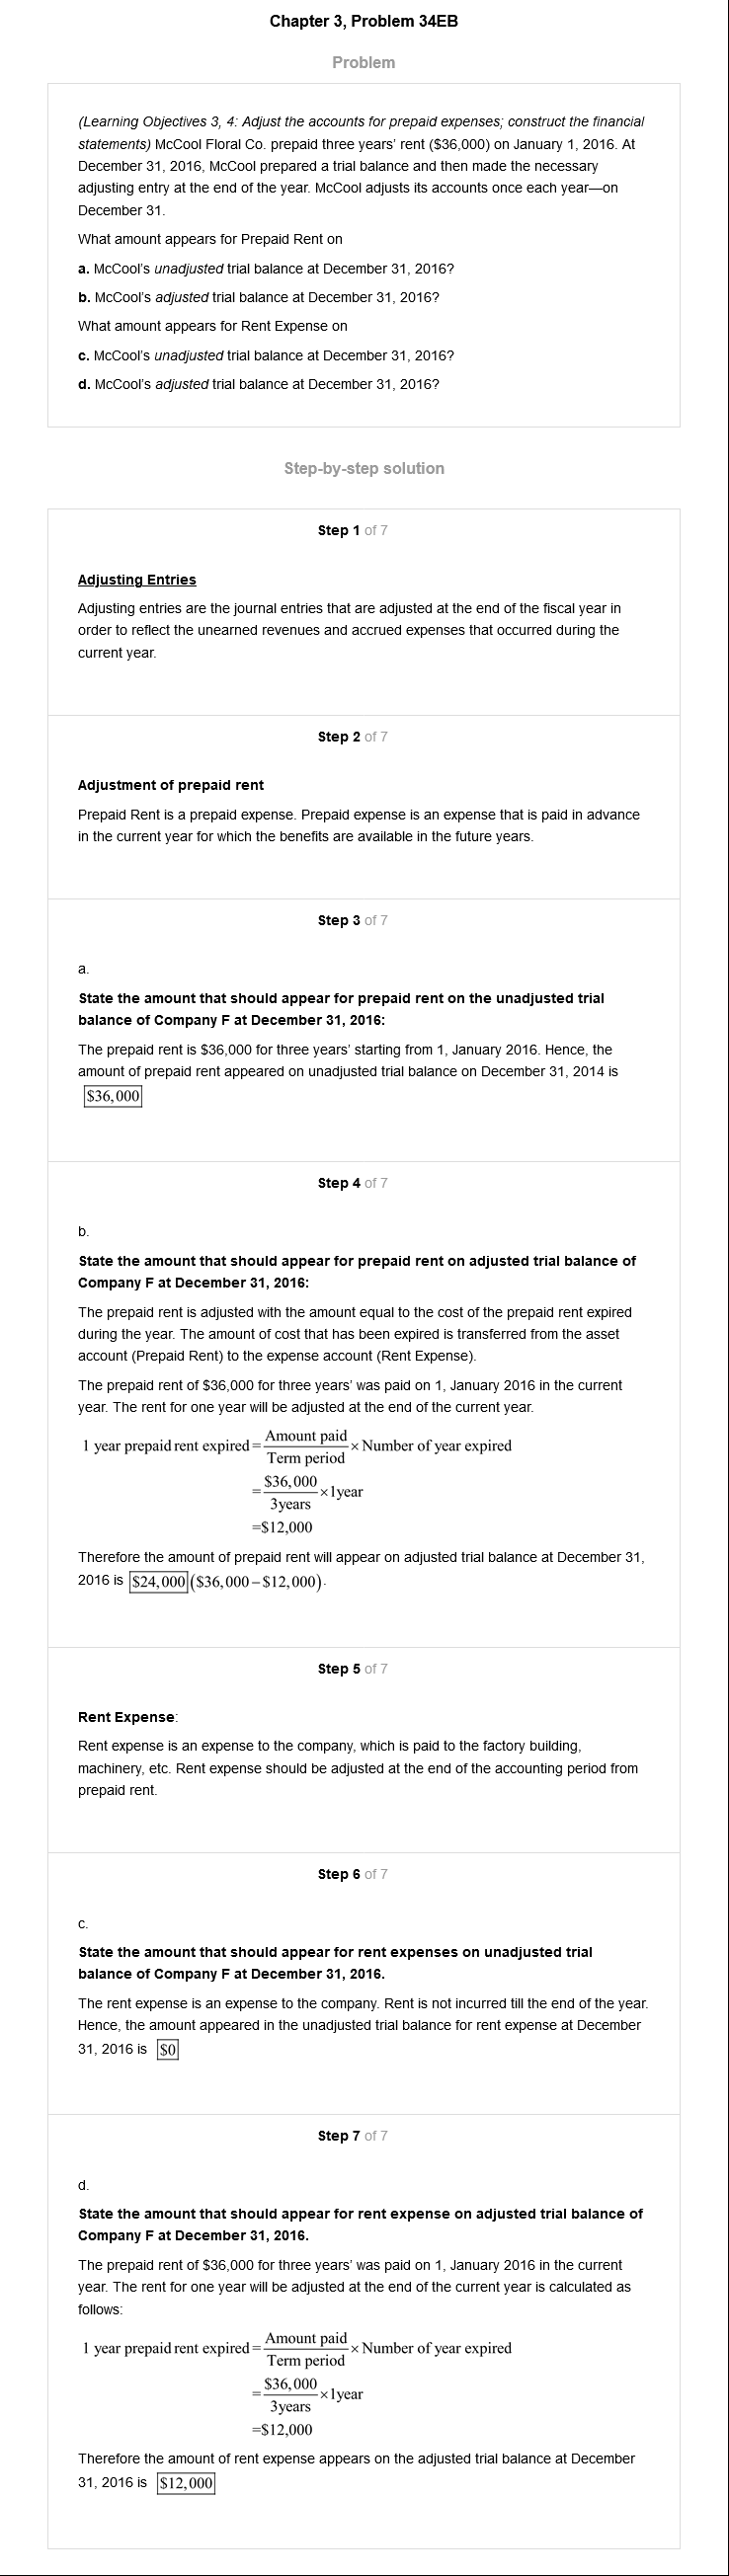 Chapter 3, Problem 34EB
Problem
(Learning Objectives 3, 4: Adjust the accounts for prepaid expenses; construct the financial
statements) McCool Floral Co. prepaid three years' rent ($36,000) on January 1, 2016. At
December 31, 2016, McCool prepared a trial balance and then made the necessary
adjusting entry at the end of the year. McCool adjusts its accounts once each year—on
December 31.
What amount appears for Prepaid Rent on
a. McCool's unadjusted trial balance at December 31, 2016?
b. McCool's adjusted trial balance at December 31, 2016?
What amount appears for Rent Expense on
c. McCool's unadjusted trial balance at December 31, 2016?
d. McCool's adjusted trial balance at December 31, 2016?
Step-by-step solution
Step 1 of 7
Adjusting Entries
Adjusting entries are the journal entries that are adjusted at the end of the fiscal year in
order to reflect the unearned revenues and accrued expenses that occurred during the
current year.
Step 2 of 7
Adjustment of prepaid rent
Prepaid Rent is a prepaid expense. Prepaid expense is an expense that is paid in advance
in the current year for which the benefits are available in the future years.
Step 3 of 7
a.
State the amount that should appear for prepaid rent on the unadjusted trial
balance of Company F at December 31, 2016:
The prepaid rent is $36,000 for three years' starting from 1, January 2016. Hence, the
amount of prepaid rent appeared on unadjusted trial balance on December 31, 2014 is
$36,000
Step 4 of 7
b.
State the amount that should appear for prepaid rent on adjusted trial balance of
Company F at December 31, 2016:
The prepaid rent is adjusted with the amount equal to the cost of the prepaid rent expired
during the year. The amount of cost that has been expired is transferred from the asset
account (Prepaid Rent) to the expense account (Rent Expense).
The prepaid rent of $36,000 for three years' was paid on 1, January 2016 in the current
year. The rent for one year will be adjusted at the end of the current year.
1 year prepaid rent expired = Amount paid / Term period × Number of year expired
= $36,000 / 3years ×1year
=$12,000
Therefore the amount of prepaid rent will appear on adjusted trial balance at December 31,
2016 is $24,000 ($36,000 – $12,000).
Step 5 of 7
Rent Expense:
Rent expense is an expense to the company, which is paid to the factory building,
machinery, etc. Rent expense should be adjusted at the end of the accounting period from
prepaid rent.
Step 6 of 7
c.
State the amount that should appear for rent expenses on unadjusted trial
balance of Company F at December 31, 2016.
The rent expense is an expense to the company. Rent is not incurred till the end of the year.
Hence, the amount appeared in the unadjusted trial balance for rent expense at December
31, 2016 is $0
Step 7 of 7
d.
State the amount that should appear for rent expense on adjusted trial balance of
Company F at December 31, 2016.
The prepaid rent of $36,000 for three years' was paid on 1, January 2016 in the current
year. The rent for one year will be adjusted at the end of the current year is calculated as
follows:
1 year prepaid rent expired = Amount paid / Term period × Number of year expired
= $36,000 / 3years ×1year
=$12,000
Therefore the amount of rent expense appears on the adjusted trial balance at December
31, 2016 is $12,000